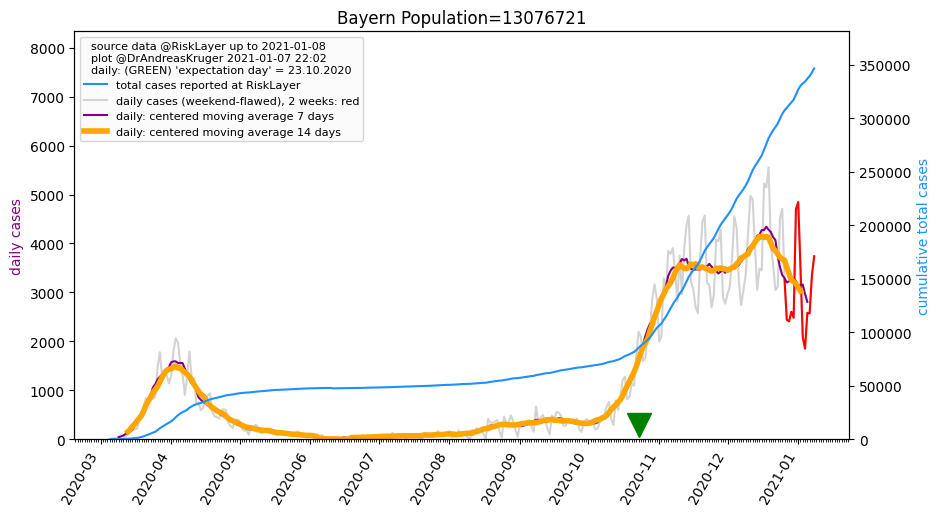 Bayern Population=13076721
source data @RiskLayer up to 2021-01-08
plot @DrAndreasKruger 2021-01-07 22:02
daily: (GREEN) 'expectation day' = 23.10.2020
total cases reported at RiskLayer
daily cases (weekend-flawed), 2 weeks: red
daily: centered moving average 7 days
daily: centered moving average 14 days
daily cases
8000
7000
6000
5000
4000
3000
2000
1000
0
350000
300000
250000
200000
150000
100000
50000
0
cumulative total cases
2020-03
2020-04
2020-05
2020-06
2020-07
2020-08
2020-09
2020-10
2020-11
2020-12
2021-01